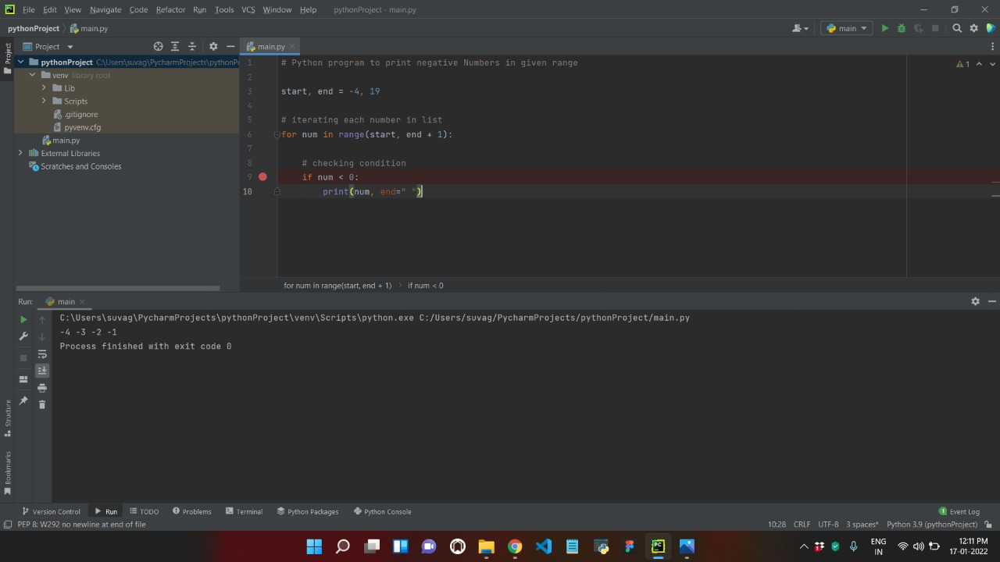 File Edit View Navigate Code Refactor Run Tools VCS Window Help pythonProject - main.py
pythonProject main.py main
Project
Project
main.py
pythonProject C:\Users\suvag\PycharmProjects\pythonP
venv library root
Lib
Scripts
.gitignore
pyvenv.cfg
main.py
External Libraries
Scratches and Consoles
1 # Python program to print negative Numbers in given range
2
3 start, end = -4, 19
4
5 # iterating each number in list
6 for num in range(start, end + 1):
7
8 # checking condition
9 if num < 0:
10 print(num, end=" ")
1
for num in range(start, end + 1) if num < 0
Run: main
C:\Users\suvag\PycharmProjects\pythonProject\venv\Scripts\python.exe C:/Users/suvag/PycharmProjects/pythonProject/main.py
-4 -3 -2 -1
Process finished with exit code 0
Structure
Bookmarks
Version Control Run TODO Problems Terminal Python Packages Python Console 1 Event Log
PEP 8: W292 no newline at end of file 10:28 CRLF UTF-8 3 spaces* Python 3.9 (pythonProject)
PC
ENG
IN
12:11 PM
17-01-2022